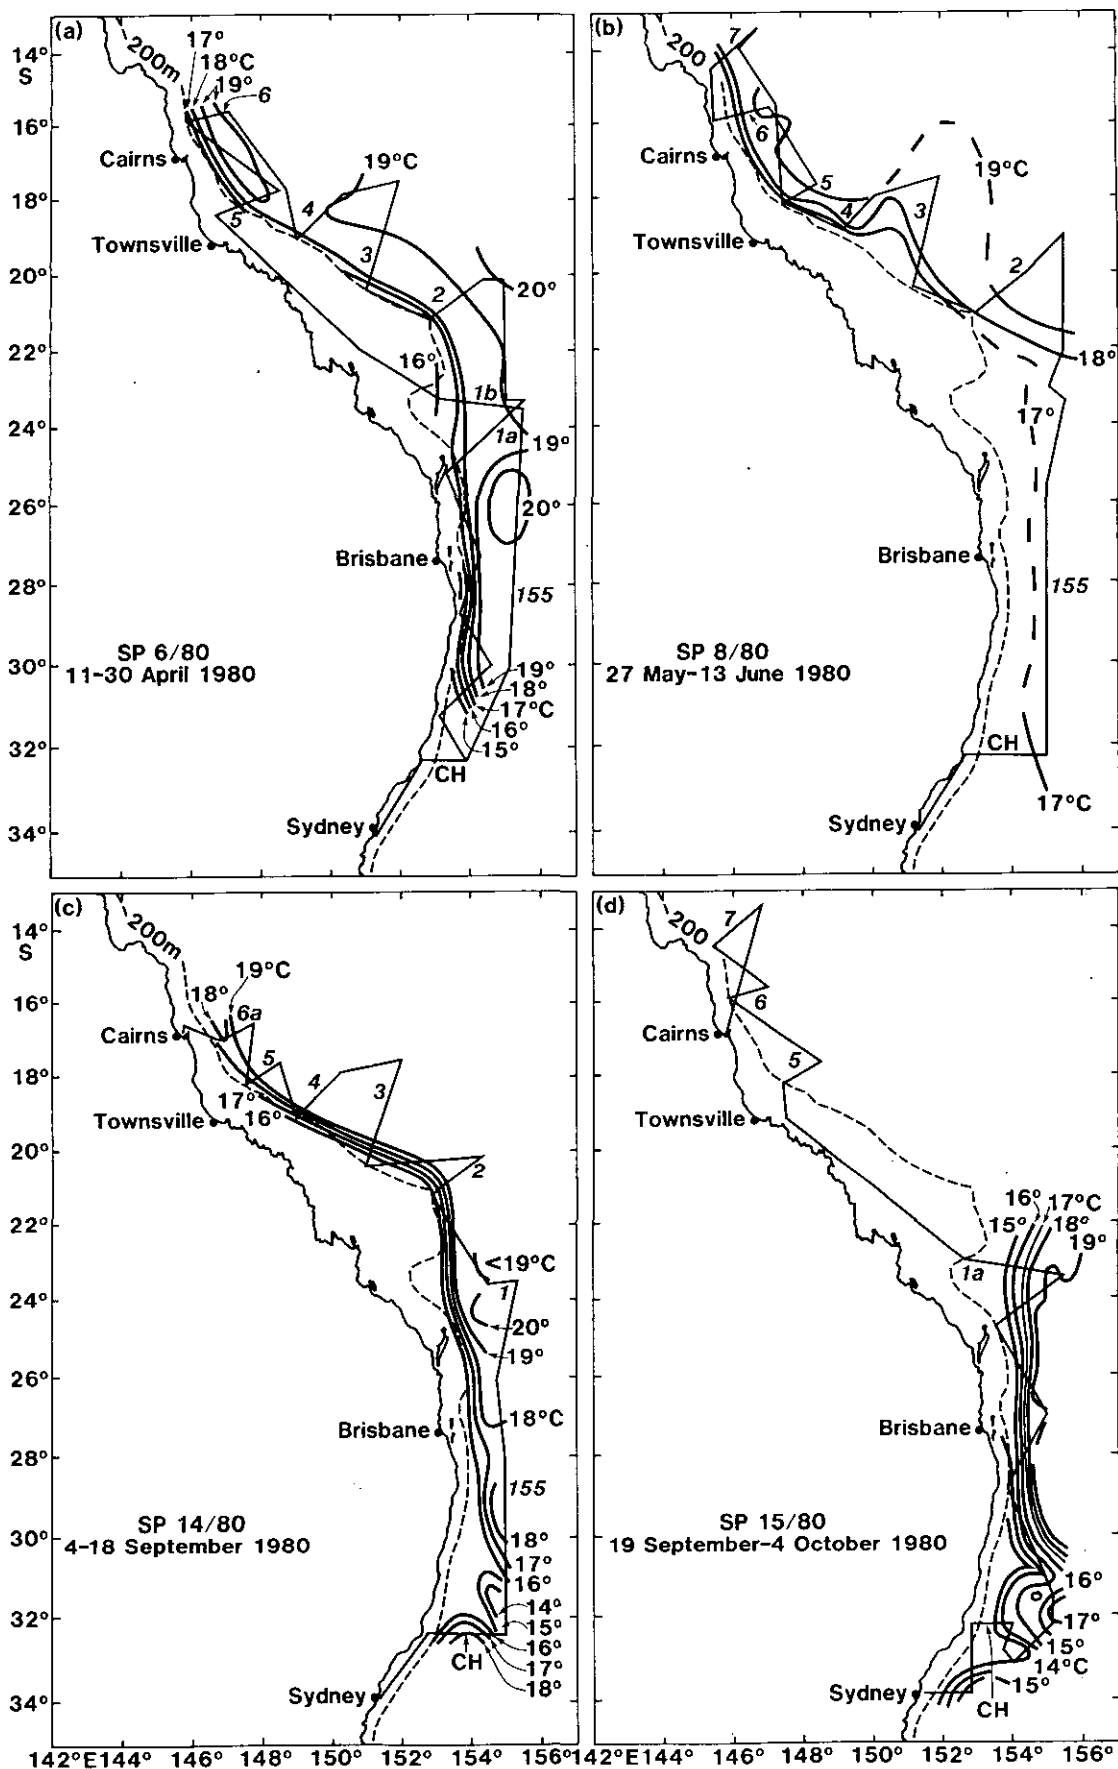 (a)
14°
S
16°
18°
20°
22°
24°
26°
28°
30°
32°
34°
200m
17°
18°C
19°
6
Cairns
19°C
4
5
3
Townsville
2
20°
16°
1b
1a
19°
20°
Brisbane
155
SP 6/80
11-30 April 1980
19°
18°
17°C
16°
15°
CH
Sydney
(b)
7
200
6
Cairns
19°C
5
4
3
Townsville
2
18°
17°
Brisbane
155
SP 8/80
27 May-13 June 1980
CH
17°C
Sydney
(c)
14°
S
16°
18°
20°
22°
24°
26°
28°
30°
32°
34°
200m
19°C
18°
6a
Cairns
5
4
3
17°
16°
Townsville
2
<19°C
1
20°
19°
18°C
Brisbane
155
SP 14/80
4-18 September 1980
18°
17°
16°
14°
15°
16°
17°
18°
CH
Sydney
142°E
144°
146°
148°
150°
152°
154°
156°
(d)
7
200
6
Cairns
5
Townsville
16°
17°C
15°
18°
19°
1a
Brisbane
SP 15/80
19 September-4 October 1980
16°
17°
15°
14°C
15°
CH
Sydney
142°E
144°
146°
148°
150°
152°
154°
156°